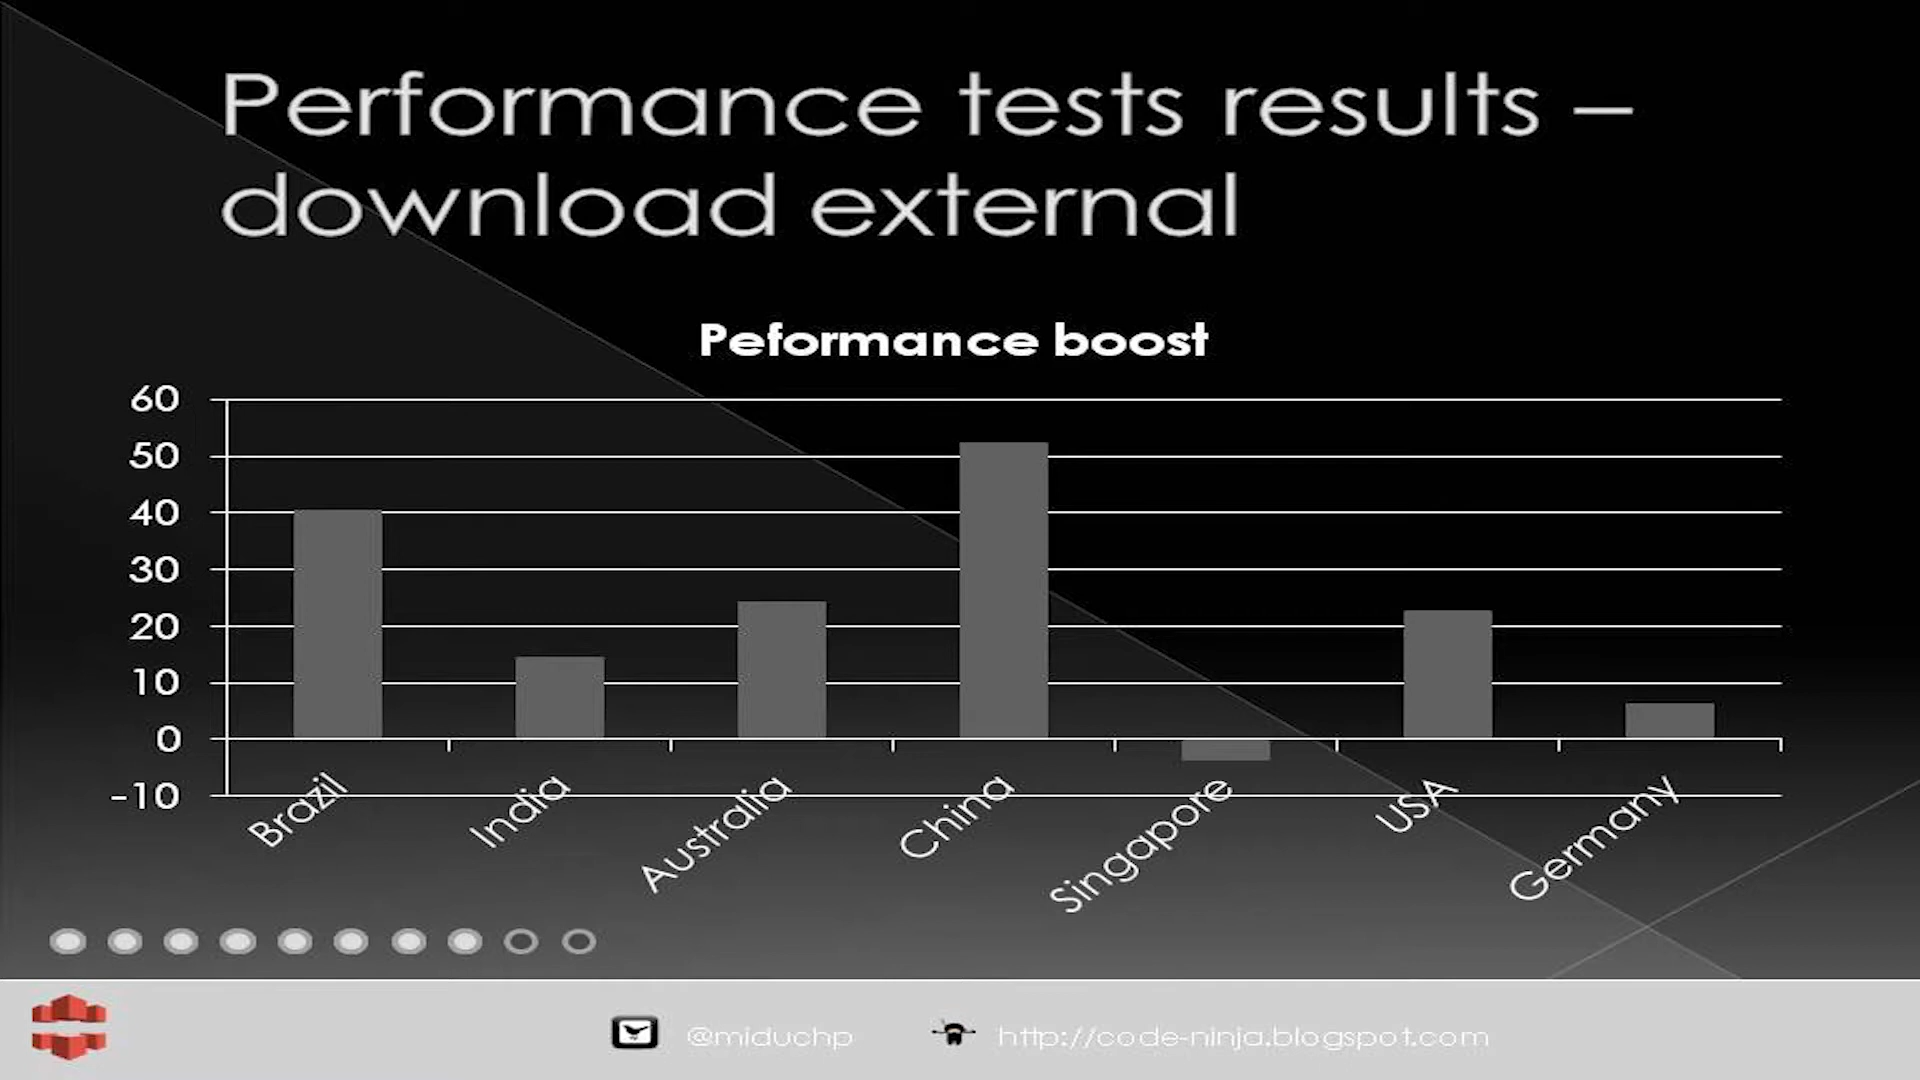 Performance tests results –
download external
Peformance boost
60
50
40
30
20
10
0
-10
Brazil
India
Australia
China
Singapore
USA
Germany
@miduchp
http://code-ninja.blogspot.com